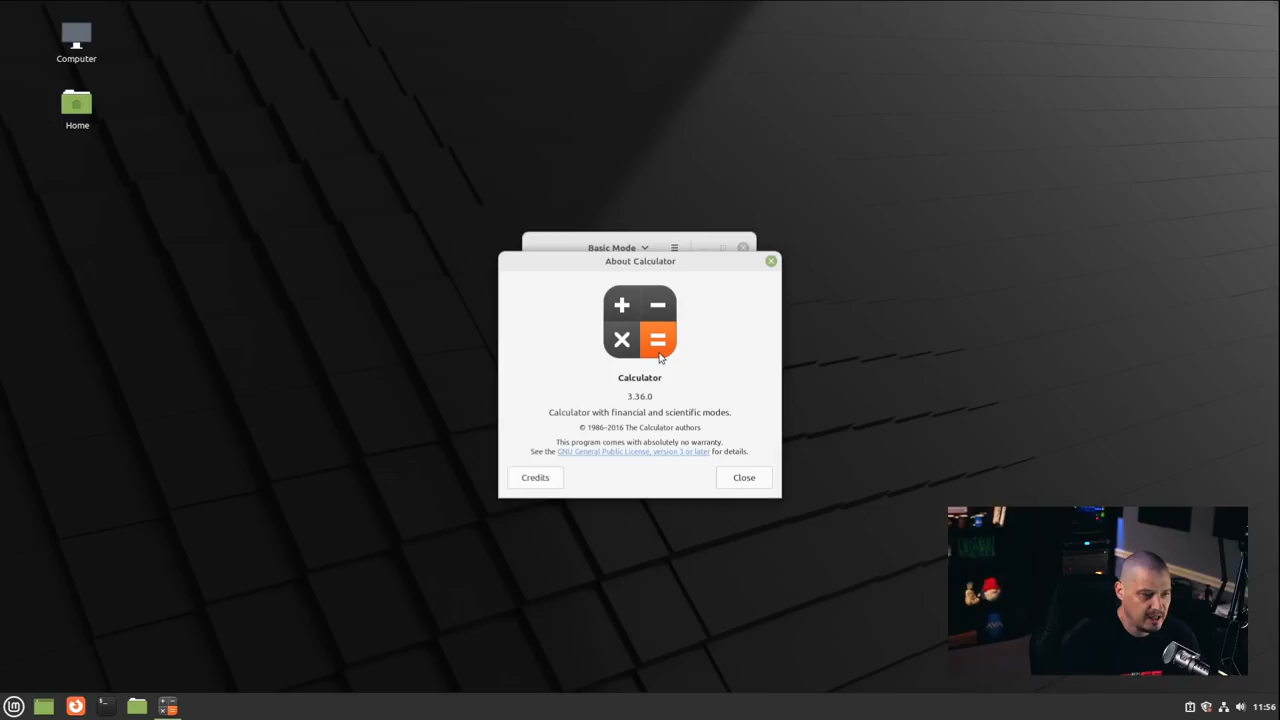 Computer
Home
Basic Mode
About Calculator
Calculator
3.36.0
Calculator with financial and scientific modes.
© 1986–2016 The Calculator authors
This program comes with absolutely no warranty.
See the GNU General Public License, version 3 or later for details.
Credits
Close
11:56